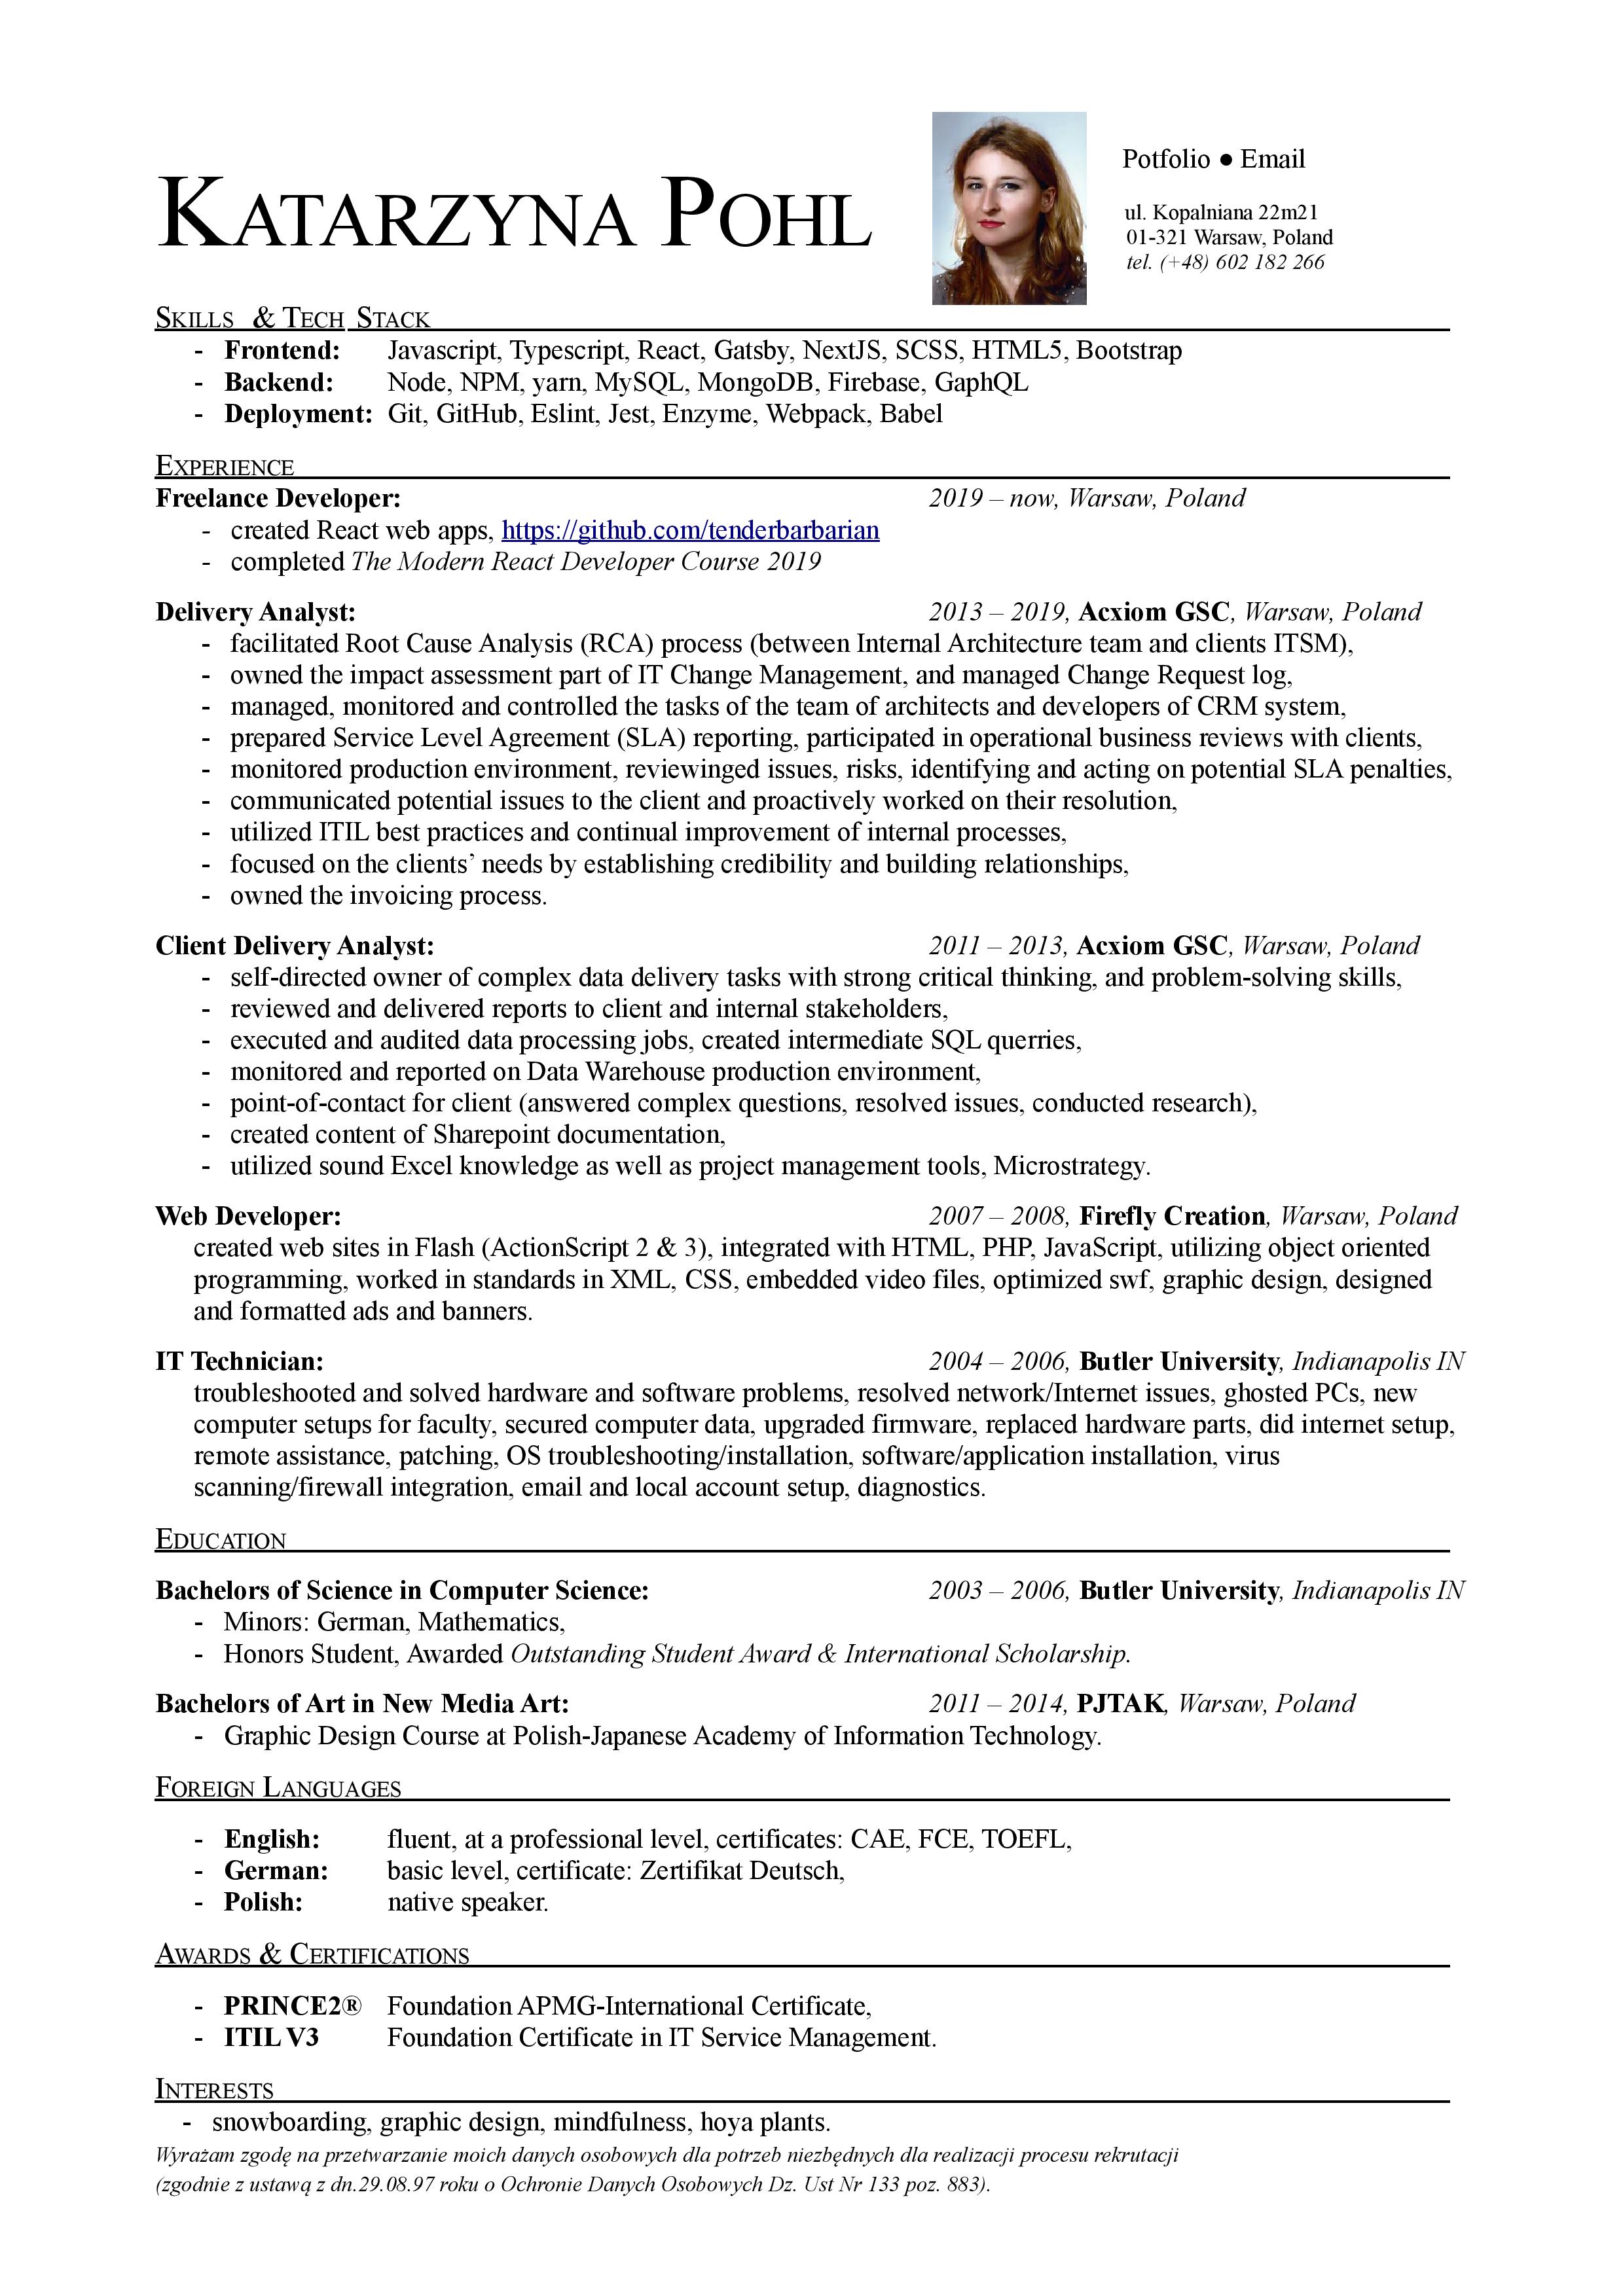 KATARZYNA POHL
Potfolio ● Email
ul. Kopalniana 22m21
01-321 Warsaw, Poland
tel. (+48) 602 182 266
SKILLS & TECH STACK
- Frontend: Javascript, Typescript, React, Gatsby, NextJS, SCSS, HTML5, Bootstrap
- Backend: Node, NPM, yarn, MySQL, MongoDB, Firebase, GaphQL
- Deployment: Git, GitHub, Eslint, Jest, Enzyme, Webpack, Babel
EXPERIENCE
Freelance Developer: 2019 – now, Warsaw, Poland
- created React web apps, https://github.com/tenderbarbarian
- completed The Modern React Developer Course 2019
Delivery Analyst: 2013 – 2019, Acxiom GSC, Warsaw, Poland
- facilitated Root Cause Analysis (RCA) process (between Internal Architecture team and clients ITSM),
- owned the impact assessment part of IT Change Management, and managed Change Request log,
- managed, monitored and controlled the tasks of the team of architects and developers of CRM system,
- prepared Service Level Agreement (SLA) reporting, participated in operational business reviews with clients,
- monitored production environment, reviewinged issues, risks, identifying and acting on potential SLA penalties,
- communicated potential issues to the client and proactively worked on their resolution,
- utilized ITIL best practices and continual improvement of internal processes,
- focused on the clients’ needs by establishing credibility and building relationships,
- owned the invoicing process.
Client Delivery Analyst: 2011 – 2013, Acxiom GSC, Warsaw, Poland
- self-directed owner of complex data delivery tasks with strong critical thinking, and problem-solving skills,
- reviewed and delivered reports to client and internal stakeholders,
- executed and audited data processing jobs, created intermediate SQL querries,
- monitored and reported on Data Warehouse production environment,
- point-of-contact for client (answered complex questions, resolved issues, conducted research),
- created content of Sharepoint documentation,
- utilized sound Excel knowledge as well as project management tools, Microstrategy.
Web Developer: 2007 – 2008, Firefly Creation, Warsaw, Poland
created web sites in Flash (ActionScript 2 & 3), integrated with HTML, PHP, JavaScript, utilizing object oriented
programming, worked in standards in XML, CSS, embedded video files, optimized swf, graphic design, designed
and formatted ads and banners.
IT Technician: 2004 – 2006, Butler University, Indianapolis IN
troubleshooted and solved hardware and software problems, resolved network/Internet issues, ghosted PCs, new
computer setups for faculty, secured computer data, upgraded firmware, replaced hardware parts, did internet setup,
remote assistance, patching, OS troubleshooting/installation, software/application installation, virus
scanning/firewall integration, email and local account setup, diagnostics.
EDUCATION
Bachelors of Science in Computer Science: 2003 – 2006, Butler University, Indianapolis IN
- Minors: German, Mathematics,
- Honors Student, Awarded Outstanding Student Award & International Scholarship.
Bachelors of Art in New Media Art: 2011 – 2014, PJTAK, Warsaw, Poland
- Graphic Design Course at Polish-Japanese Academy of Information Technology.
FOREIGN LANGUAGES
- English: fluent, at a professional level, certificates: CAE, FCE, TOEFL,
- German: basic level, certificate: Zertifikat Deutsch,
- Polish: native speaker.
AWARDS & CERTIFICATIONS
- PRINCE2® Foundation APMG-International Certificate,
- ITIL V3 Foundation Certificate in IT Service Management.
INTERESTS
- snowboarding, graphic design, mindfulness, hoya plants.
Wyrażam zgodę na przetwarzanie moich danych osobowych dla potrzeb niezbędnych dla realizacji procesu rekrutacji
(zgodnie z ustawą z dn.29.08.97 roku o Ochronie Danych Osobowych Dz. Ust Nr 133 poz. 883).